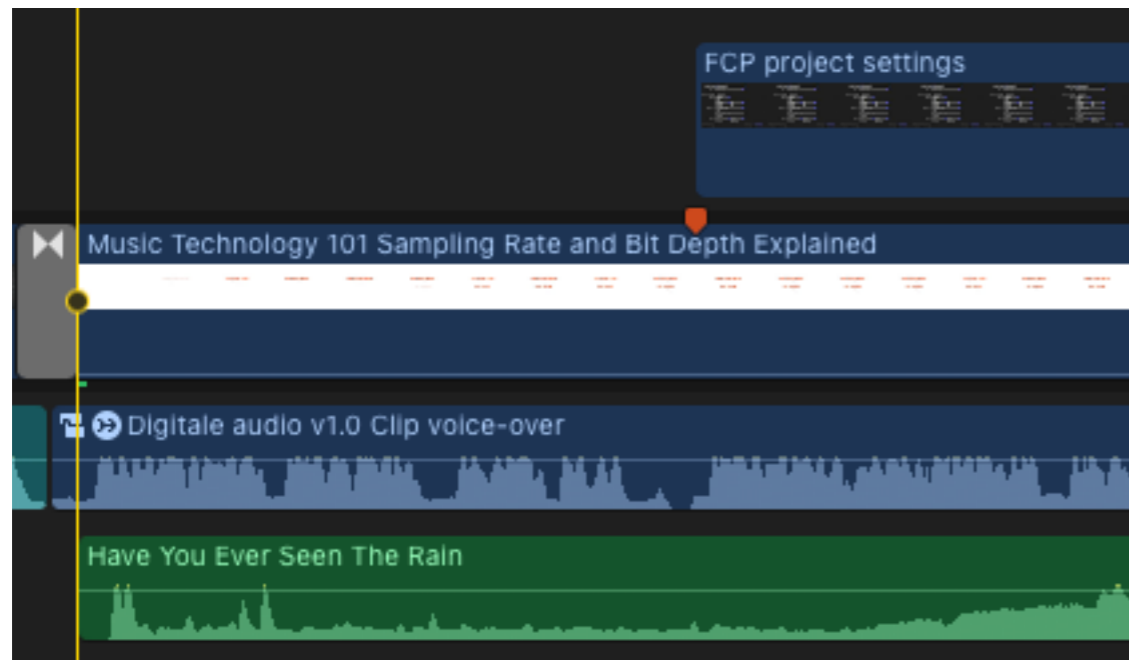 FCP project settings
Music Technology 101 Sampling Rate and Bit Depth Explained
Digitale audio v1.0 Clip voice-over
Have You Ever Seen The Rain